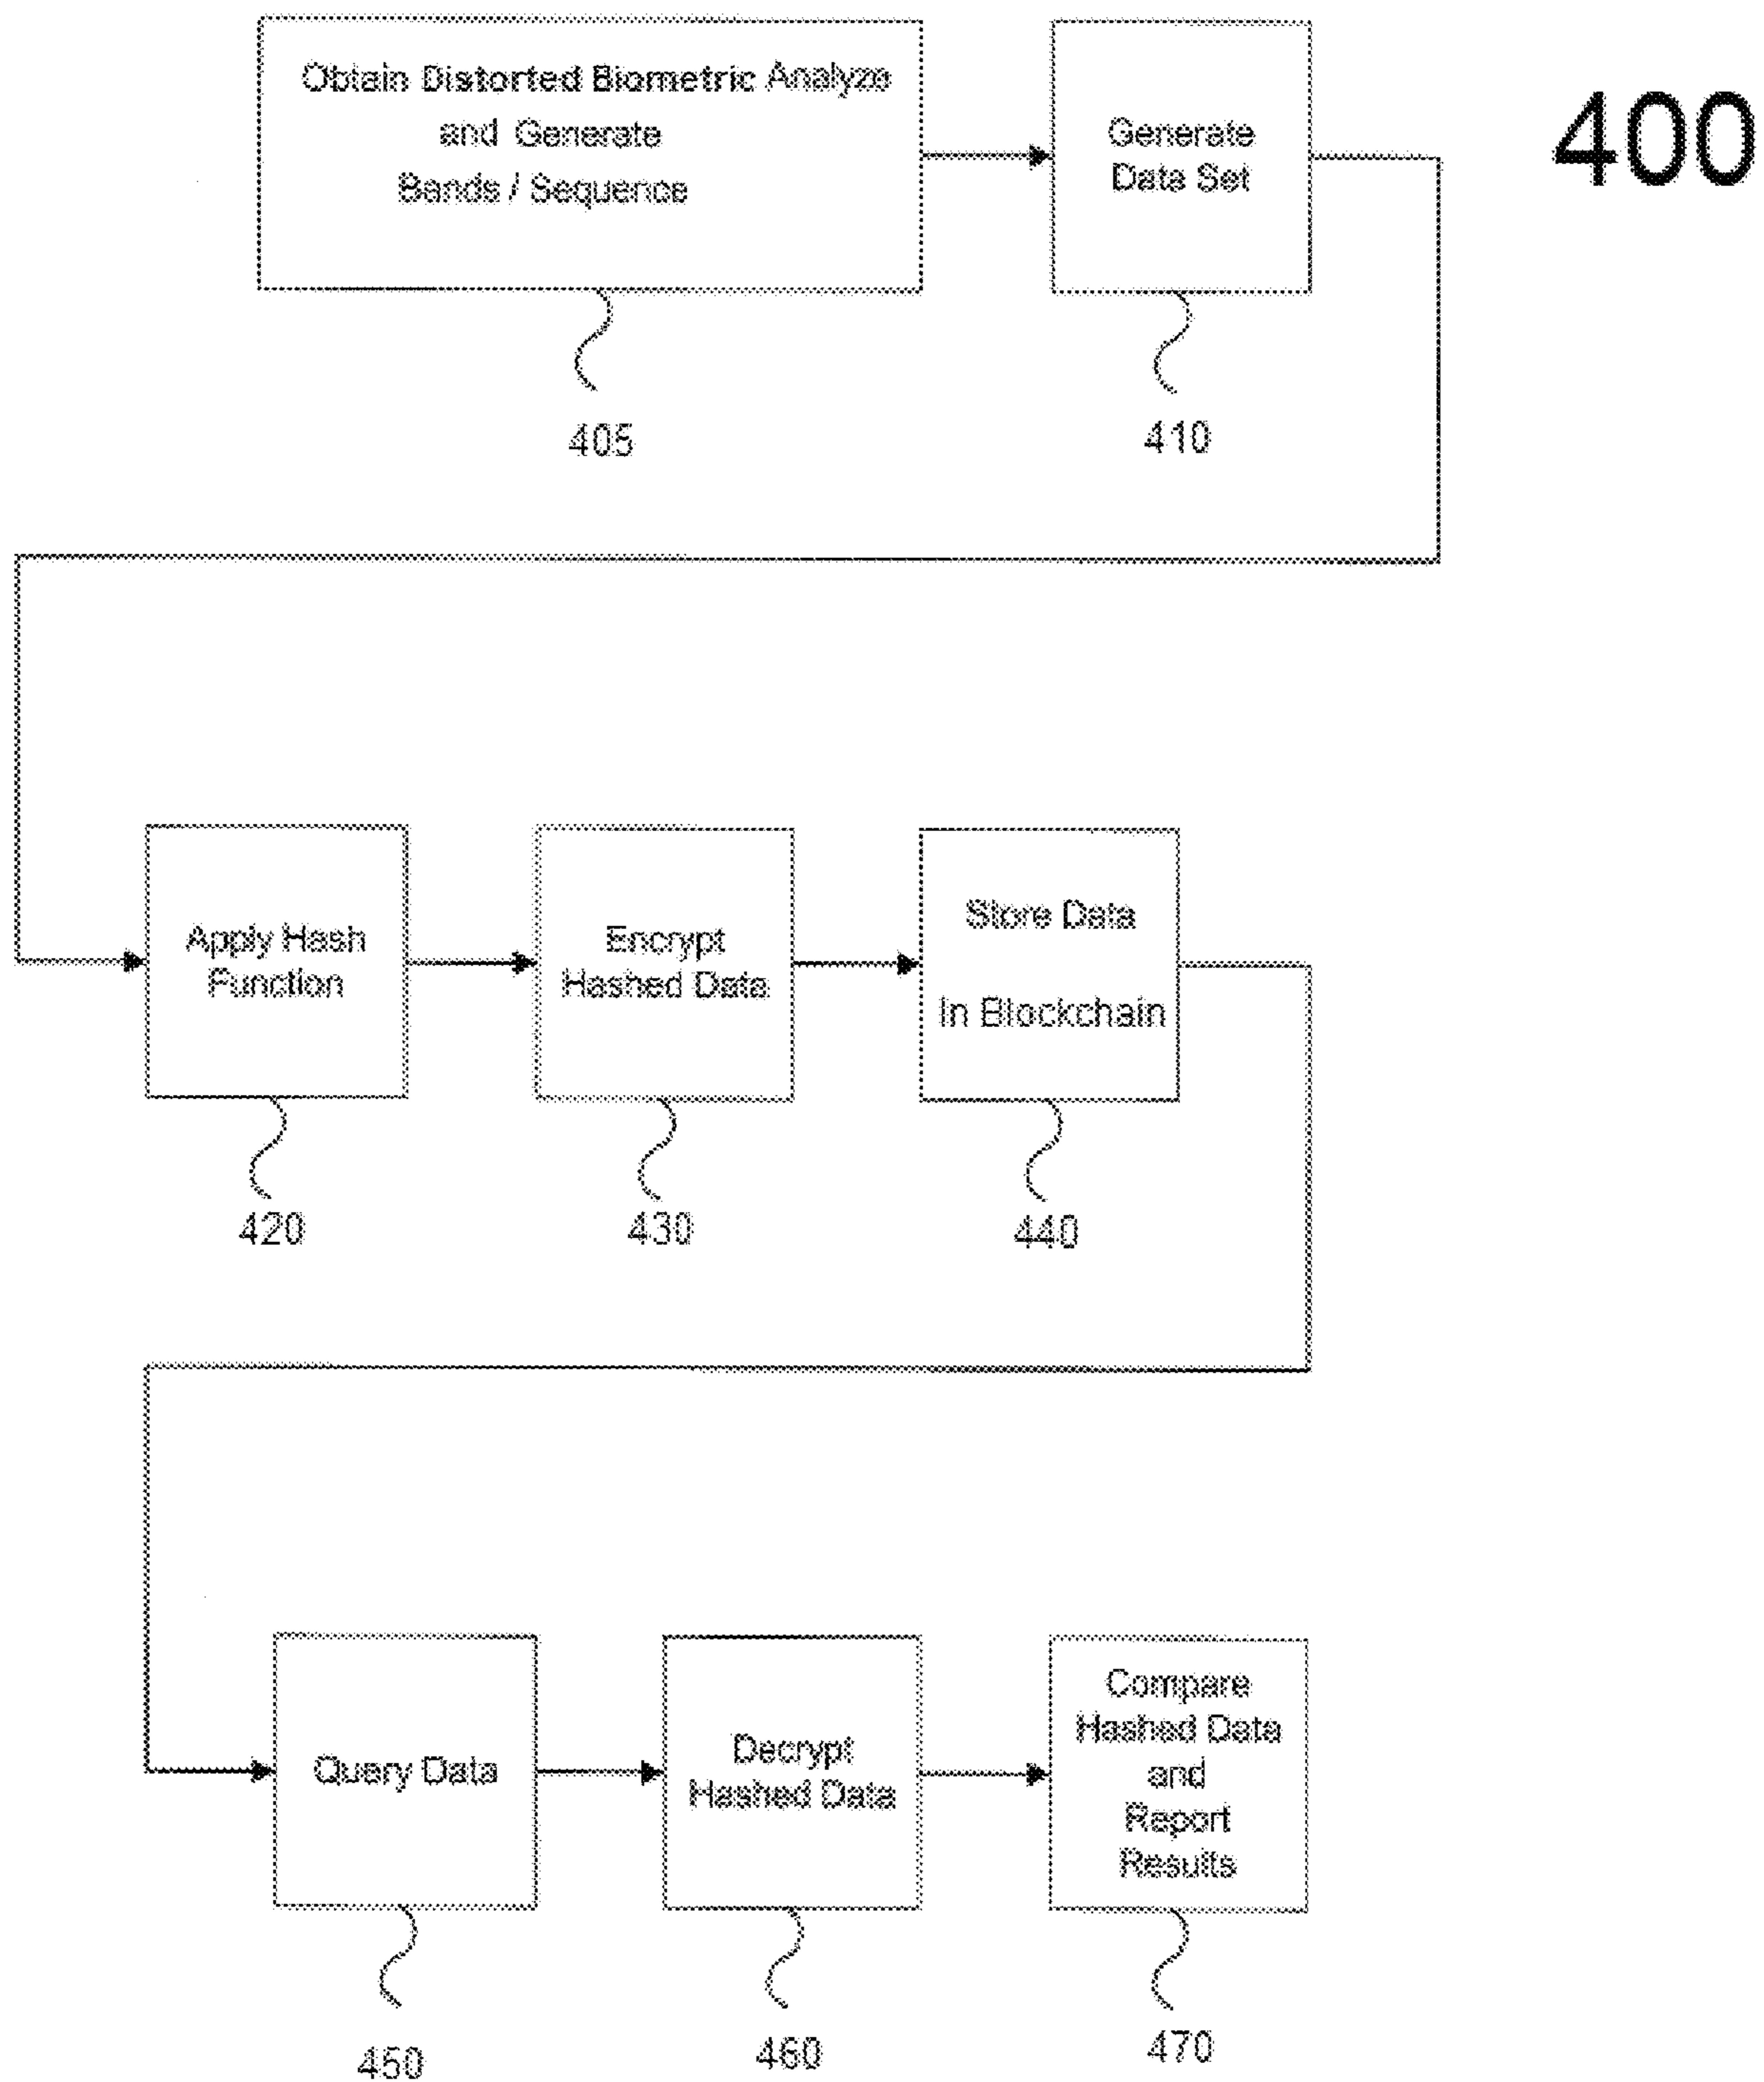 400
Obtain Distorted Biometric Analyze
and Generate
Bands / Sequence
Generate
Data Set
405
410
Apply Hash
Function
Encrypt
Hashed Data
Store Data
In Blockchain
420
430
440
Query Data
Decrypt
Hashed Data
Compare
Hashed Data
and
Report
Results
450
460
470